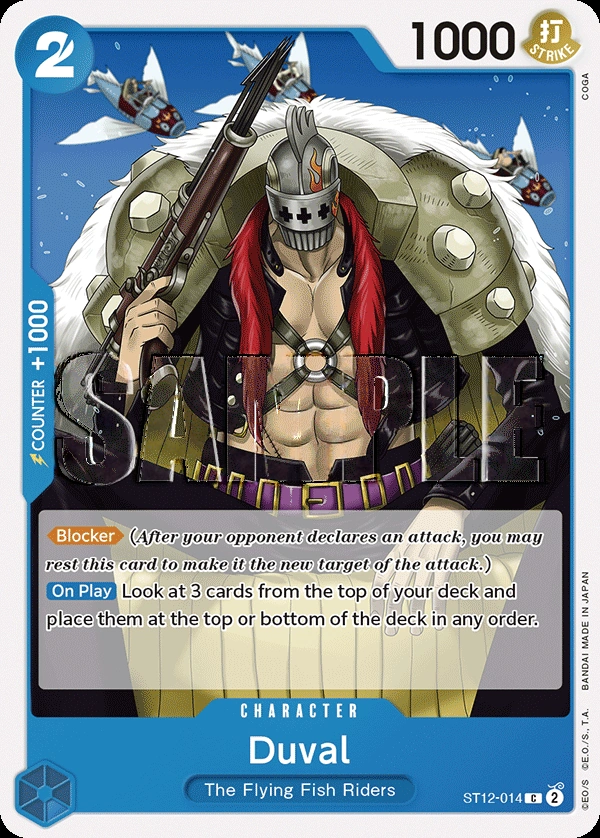 2
1000
打
STRIKE
COGA
COUNTER +1000
SAMPLE
Blocker (After your opponent declares an attack, you may
rest this card to make it the new target of the attack.)
On Play Look at 3 cards from the top of your deck and
place them at the top or bottom of the deck in any order.
CHARACTER
Duval
The Flying Fish Riders
ST12-014 C 2
©EO/S ©E.O./S., T.A. BANDAI MADE IN JAPAN